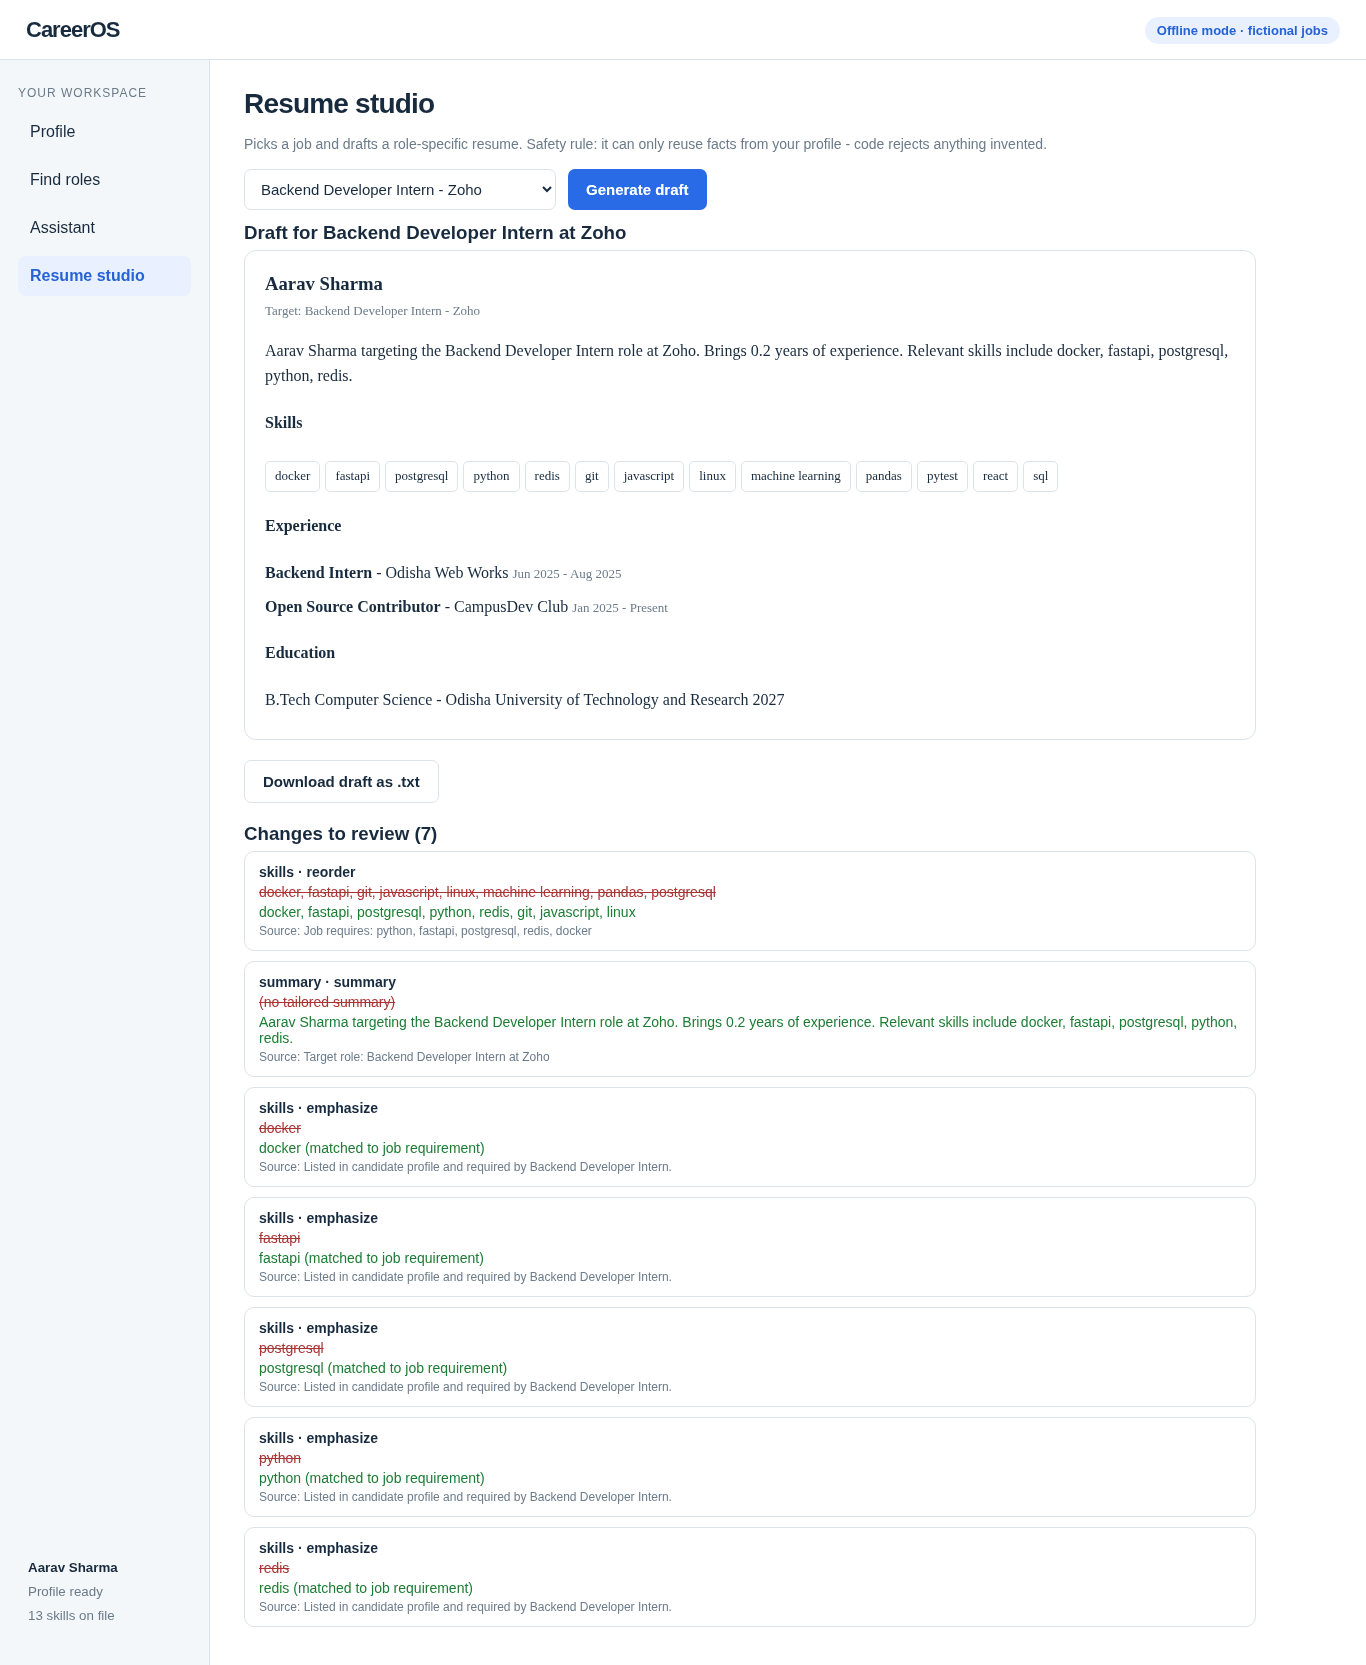 CareerOS
Offline mode · fictional jobs
YOUR WORKSPACE
Profile
Find roles
Assistant
Resume studio
Resume studio
Picks a job and drafts a role-specific resume. Safety rule: it can only reuse facts from your profile - code rejects anything invented.
Backend Developer Intern - Zoho
Generate draft
Draft for Backend Developer Intern at Zoho
Aarav Sharma
Target: Backend Developer Intern - Zoho
Aarav Sharma targeting the Backend Developer Intern role at Zoho. Brings 0.2 years of experience. Relevant skills include docker, fastapi, postgresql,
python, redis.
Skills
docker fastapi postgresql python redis git javascript linux machine learning pandas pytest react sql
Experience
Backend Intern - Odisha Web Works Jun 2025 - Aug 2025
Open Source Contributor - CampusDev Club Jan 2025 - Present
Education
B.Tech Computer Science - Odisha University of Technology and Research 2027
Download draft as .txt
Changes to review (7)
skills · reorder
docker, fastapi, git, javascript, linux, machine learning, pandas, postgresql
docker, fastapi, postgresql, python, redis, git, javascript, linux
Source: Job requires: python, fastapi, postgresql, redis, docker
summary · summary
(no tailored summary)
Aarav Sharma targeting the Backend Developer Intern role at Zoho. Brings 0.2 years of experience. Relevant skills include docker, fastapi, postgresql, python,
redis.
Source: Target role: Backend Developer Intern at Zoho
skills · emphasize
docker
docker (matched to job requirement)
Source: Listed in candidate profile and required by Backend Developer Intern.
skills · emphasize
fastapi
fastapi (matched to job requirement)
Source: Listed in candidate profile and required by Backend Developer Intern.
skills · emphasize
postgresql
postgresql (matched to job requirement)
Source: Listed in candidate profile and required by Backend Developer Intern.
skills · emphasize
python
python (matched to job requirement)
Source: Listed in candidate profile and required by Backend Developer Intern.
skills · emphasize
redis
redis (matched to job requirement)
Source: Listed in candidate profile and required by Backend Developer Intern.
Aarav Sharma
Profile ready
13 skills on file